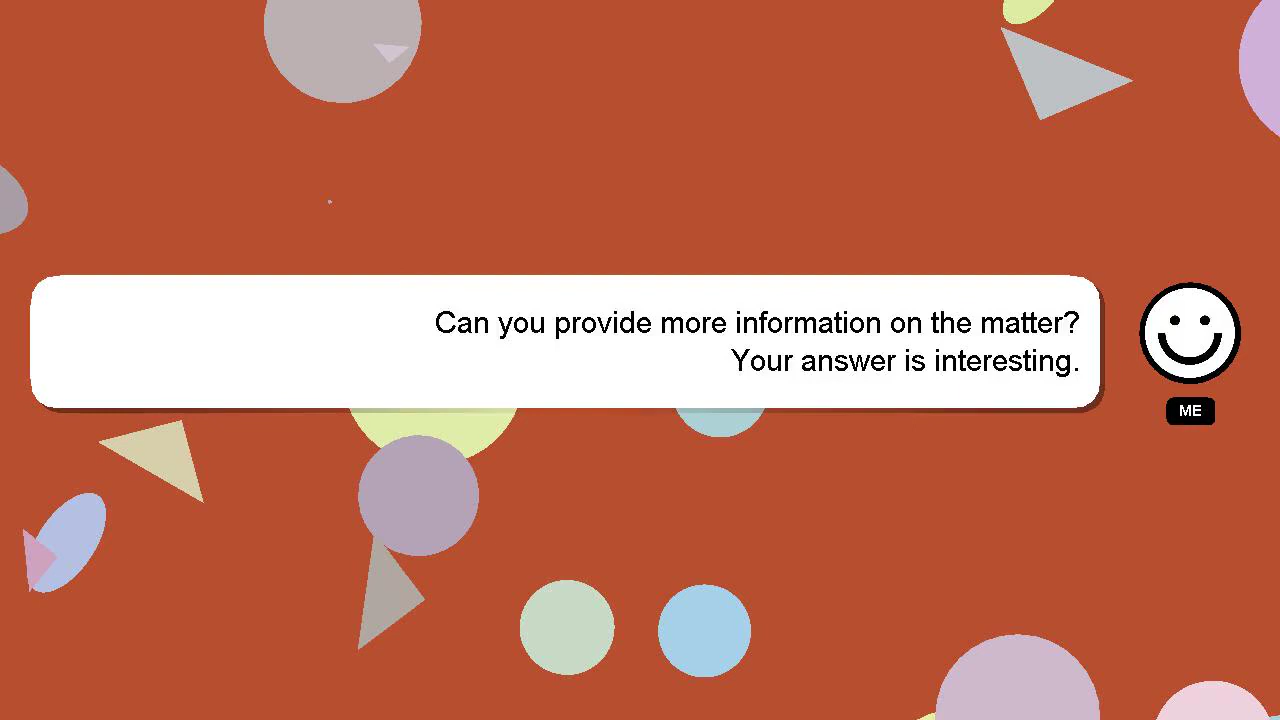 Can you provide more information on the matter?
Your answer is interesting.
ME